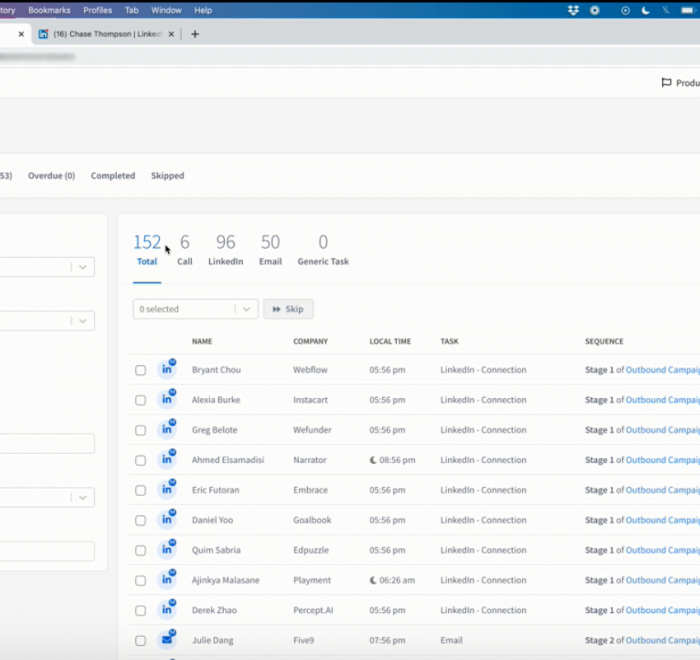 tory Bookmarks Profiles Tab Window Help
(16) Chase Thompson | Linked
Produ
53) Overdue (0) Completed Skipped
152 6 96 50 0
Total Call LinkedIn Email Generic Task
0 selected Skip
NAME COMPANY LOCAL TIME TASK SEQUENCE
Bryant Chou Webflow 05:56 pm LinkedIn - Connection Stage 1 of Outbound Campaig
Alexia Burke Instacart 05:56 pm LinkedIn - Connection Stage 1 of Outbound Campaig
Greg Belote Wefunder 05:56 pm LinkedIn - Connection Stage 1 of Outbound Campaig
Ahmed Elsamadisi Narrator 08:56 pm LinkedIn - Connection Stage 1 of Outbound Campaig
Eric Futoran Embrace 05:56 pm LinkedIn - Connection Stage 1 of Outbound Campaig
Daniel Yoo Goalbook 05:56 pm LinkedIn - Connection Stage 1 of Outbound Campaig
Quim Sabria Edpuzzle 05:56 pm LinkedIn - Connection Stage 1 of Outbound Campaig
Ajinkya Malasane Playment 06:26 am LinkedIn - Connection Stage 1 of Outbound Campaig
Derek Zhao Percept.AI 05:56 pm LinkedIn - Connection Stage 1 of Outbound Campaig
Julie Dang Five9 07:56 pm Email Stage 2 of Outbound Campaig